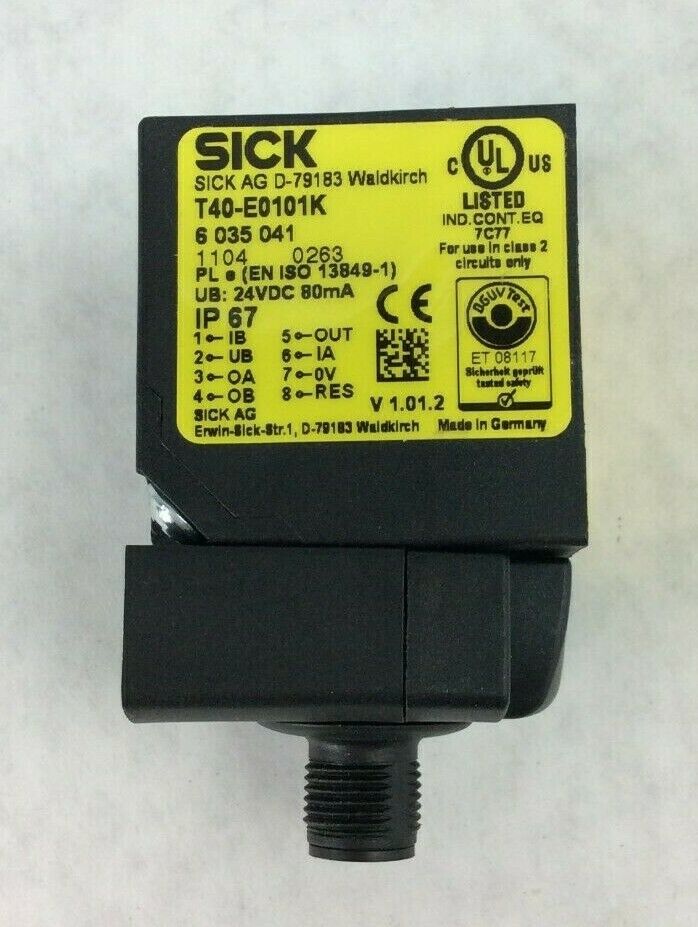 SICK
SICK AG D-79183 Waldkirch
T40-E0101K
6 035 041
1104 0263
PL e (EN ISO 13849-1)
UB: 24VDC 80mA
IP 67
1 IB 5 OUT
2 UB 6 IA
3 OA 7 0V
4 OB 8 RES
SICK AG V 1.01.2
Erwin-Sick-Str.1, D-79183 Waldkirch Made in Germany
C UL US
LISTED
IND.CONT.EQ
7C77
For use in class 2
circuits only
CE
DGUV Test
ET 08117
Sicherheit geprüft
tested safety